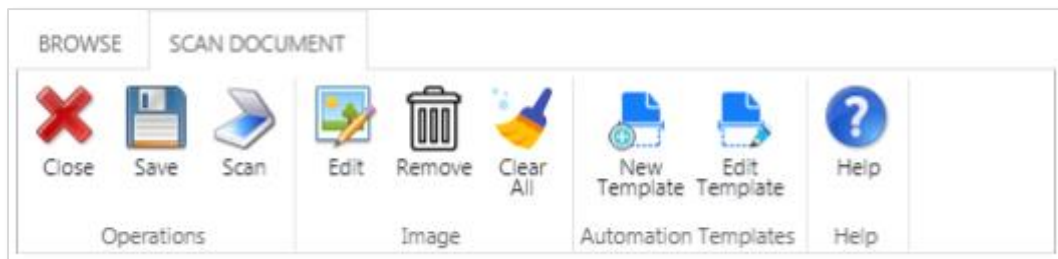 BROWSE SCAN DOCUMENT
Close Save Scan Edit Remove Clear All New Template Edit Template Help
Operations Image Automation Templates Help